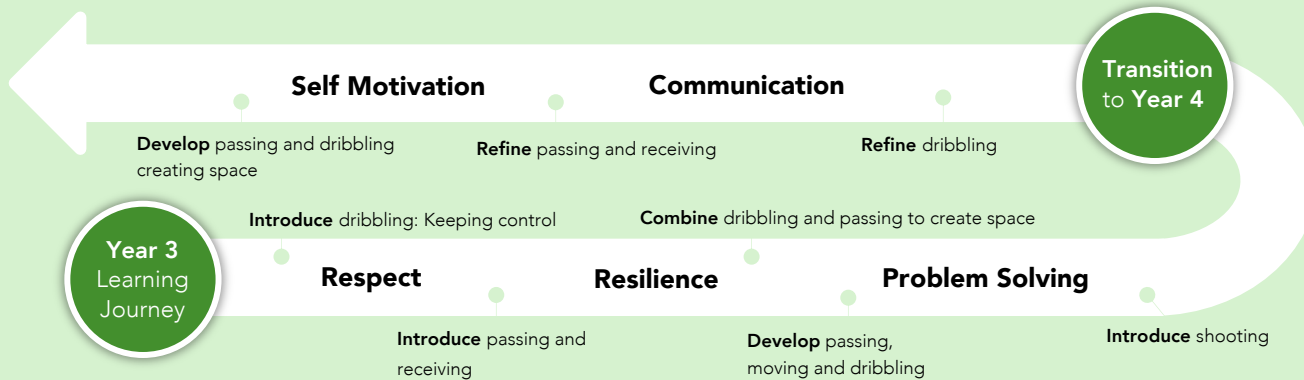 Self Motivation
Communication
Transition
to Year 4
Develop passing and dribbling
creating space
Refine passing and receiving
Refine dribbling
Introduce dribbling: Keeping control
Combine dribbling and passing to create space
Year 3
Learning
Journey
Respect
Resilience
Problem Solving
Introduce passing and
receiving
Develop passing,
moving and dribbling
Introduce shooting